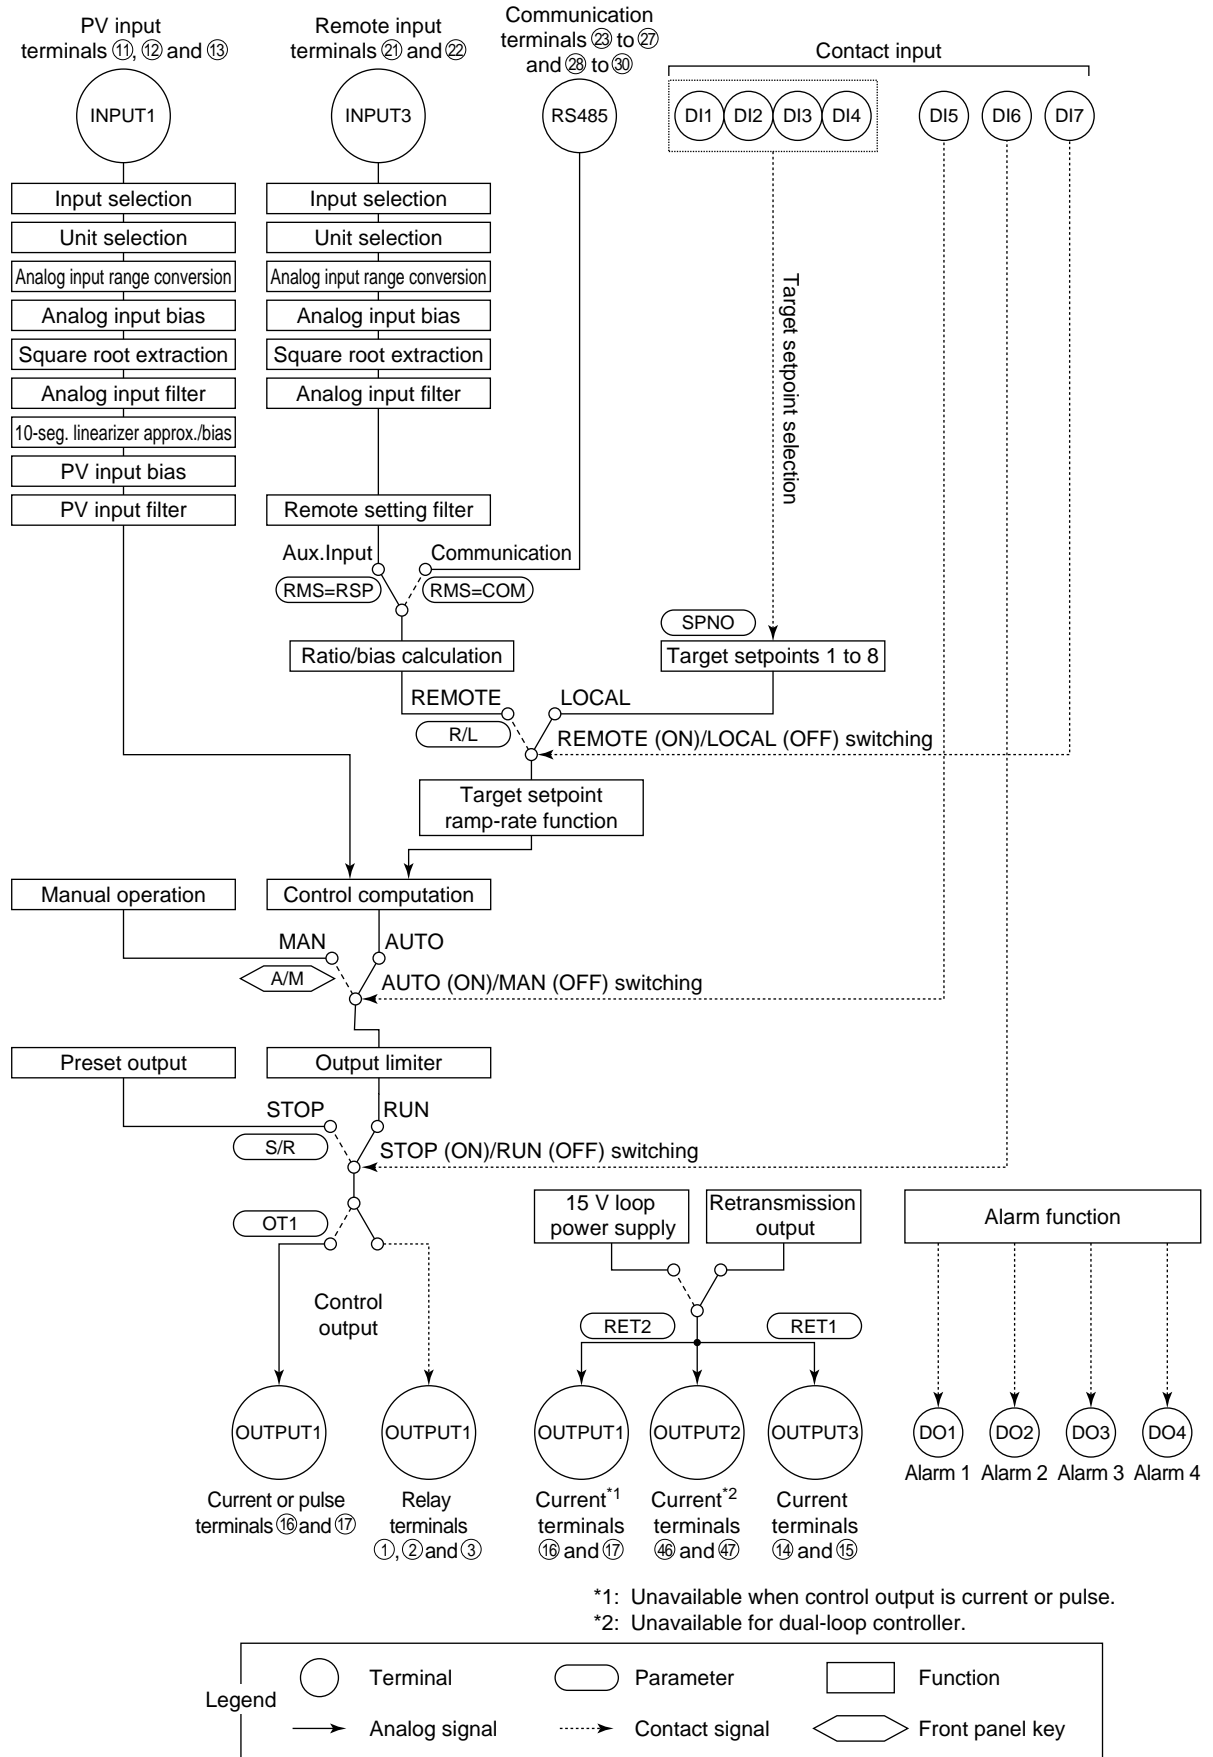 PV input
terminals ⑪, ⑫ and ⑬
Remote input
terminals ㉑ and ㉒
Communication
terminals ㉓ to ㉗
and ㉘ to ㉚
Contact input
INPUT1
INPUT3
RS485
DI1
DI2
DI3
DI4
DI5
DI6
DI7
Input selection
Unit selection
Analog input range conversion
Analog input bias
Square root extraction
Analog input filter
10-seg. linearizer approx./bias
PV input bias
PV input filter
Input selection
Unit selection
Analog input range conversion
Analog input bias
Square root extraction
Analog input filter
Remote setting filter
Target setpoint selection
Aux.Input
Communication
RMS=RSP
RMS=COM
SPNO
Ratio/bias calculation
Target setpoints 1 to 8
REMOTE
LOCAL
R/L
REMOTE (ON)/LOCAL (OFF) switching
Target setpoint
ramp-rate function
Manual operation
Control computation
MAN
AUTO
A/M
AUTO (ON)/MAN (OFF) switching
Preset output
Output limiter
STOP
RUN
S/R
STOP (ON)/RUN (OFF) switching
OT1
15 V loop
power supply
Retransmission
output
Alarm function
Control
output
RET2
RET1
OUTPUT1
OUTPUT1
OUTPUT1
OUTPUT2
OUTPUT3
DO1
DO2
DO3
DO4
Alarm 1
Alarm 2
Alarm 3
Alarm 4
Current or pulse
terminals ⑯ and ⑰
Relay
terminals
①, ② and ③
Current*1
terminals
⑯ and ⑰
Current*2
terminals
㊻ and ㊼
Current
terminals
⑭ and ⑮
*1: Unavailable when control output is current or pulse.
*2: Unavailable for dual-loop controller.
Legend
Terminal
Parameter
Function
Analog signal
Contact signal
Front panel key